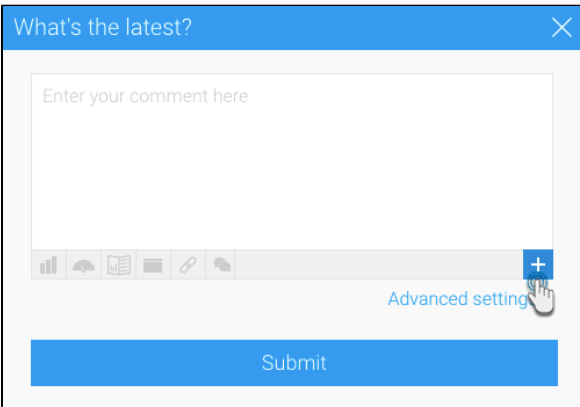 What's the latest?
Enter your comment here
Advanced setting
Submit